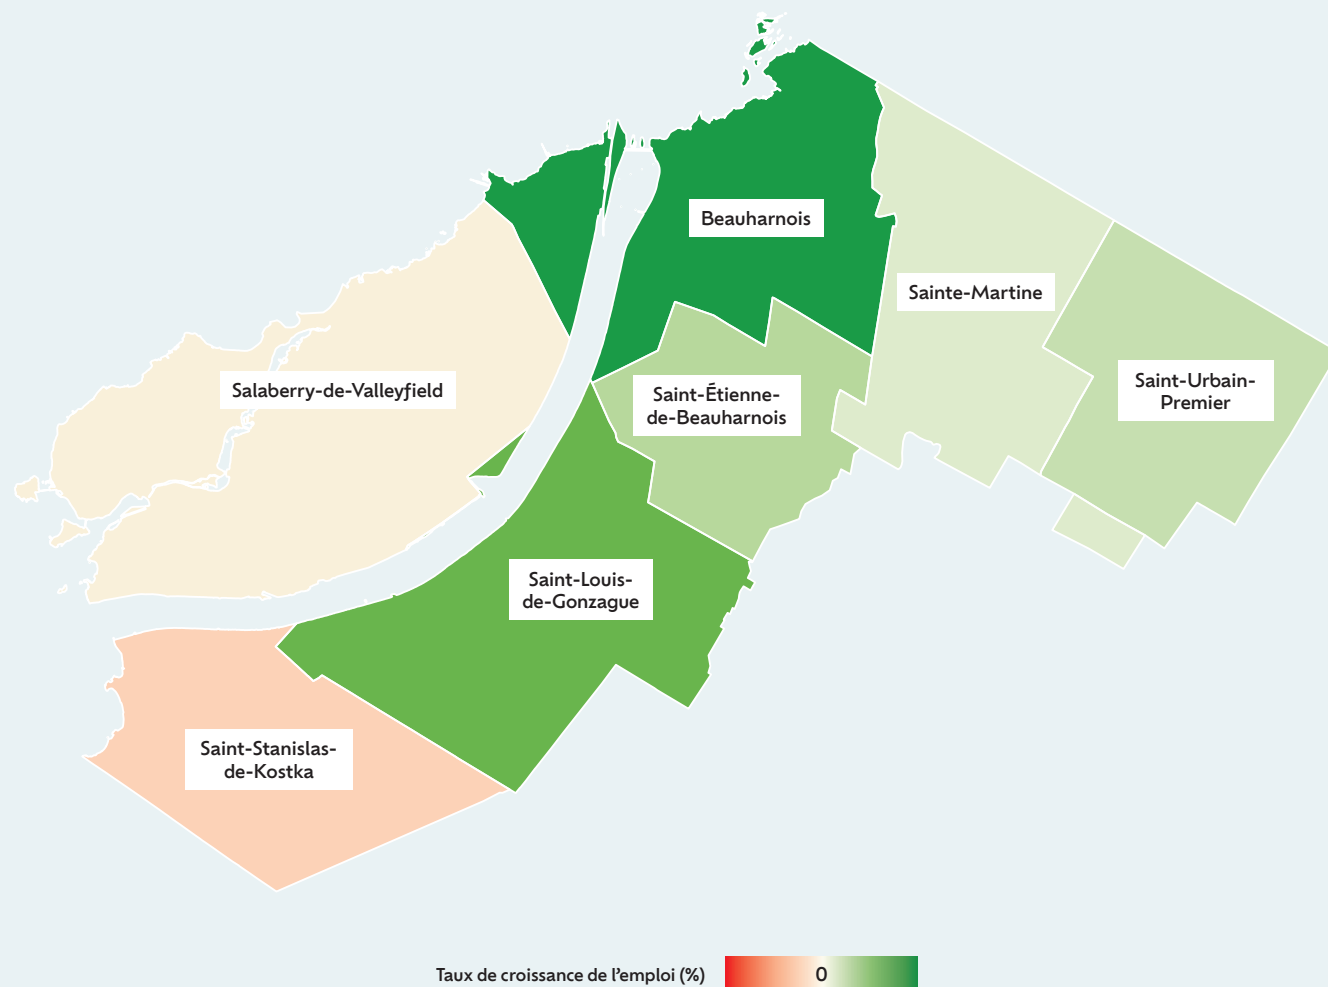 Beauharnois
Sainte-Martine
Salaberry-de-Valleyfield
Saint-Étienne-
de-Beauharnois
Saint-Urbain-
Premier
Saint-Louis-
de-Gonzague
Saint-Stanislas-
de-Kostka
Taux de croissance de l'emploi (%) 0